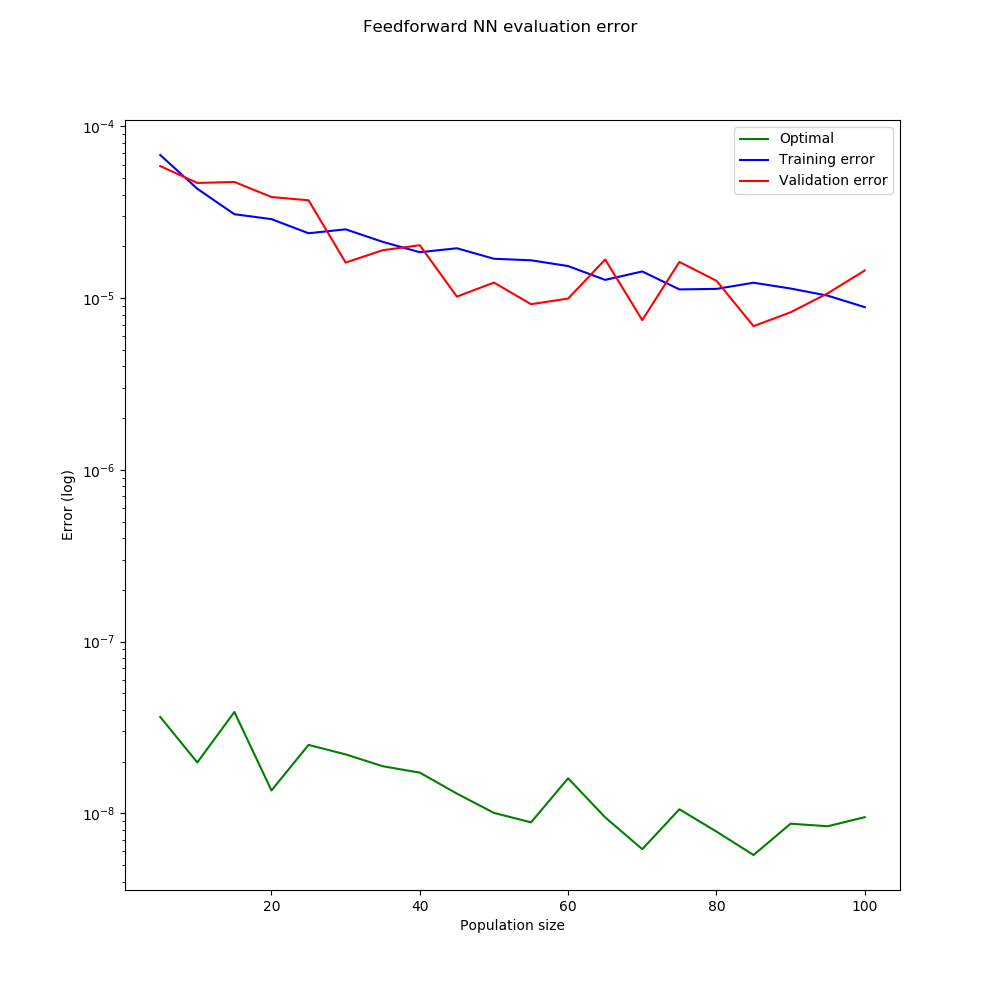 Feedforward NN evaluation error
Optimal
Training error
Validation error
10⁻⁴
10⁻⁵
10⁻⁶
10⁻⁷
10⁻⁸
Error (log)
20 40 60 80 100
Population size